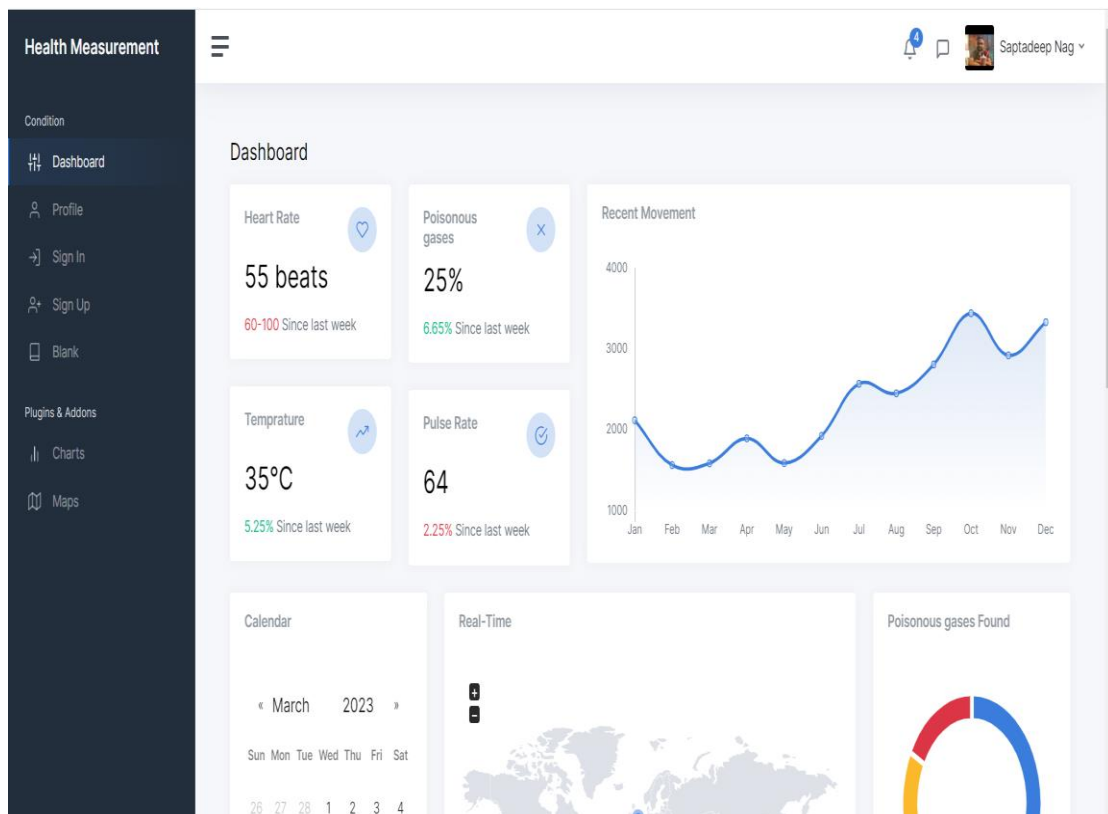 Health Measurement
4
Saptadeep Nag
Condition
Dashboard
Profile
Sign In
Sign Up
Blank
Plugins & Addons
Charts
Maps
Dashboard
Heart Rate
55 beats
60-100 Since last week
Poisonous
gases
25%
6.65% Since last week
Temprature
35°C
5.25% Since last week
Pulse Rate
64
2.25% Since last week
Recent Movement
4000
3000
2000
1000
Jan Feb Mar Apr May Jun Jul Aug Sep Oct Nov Dec
Calendar
« March 2023 »
Sun Mon Tue Wed Thu Fri Sat
26 27 28 1 2 3 4
Real-Time
+
-
Poisonous gases Found